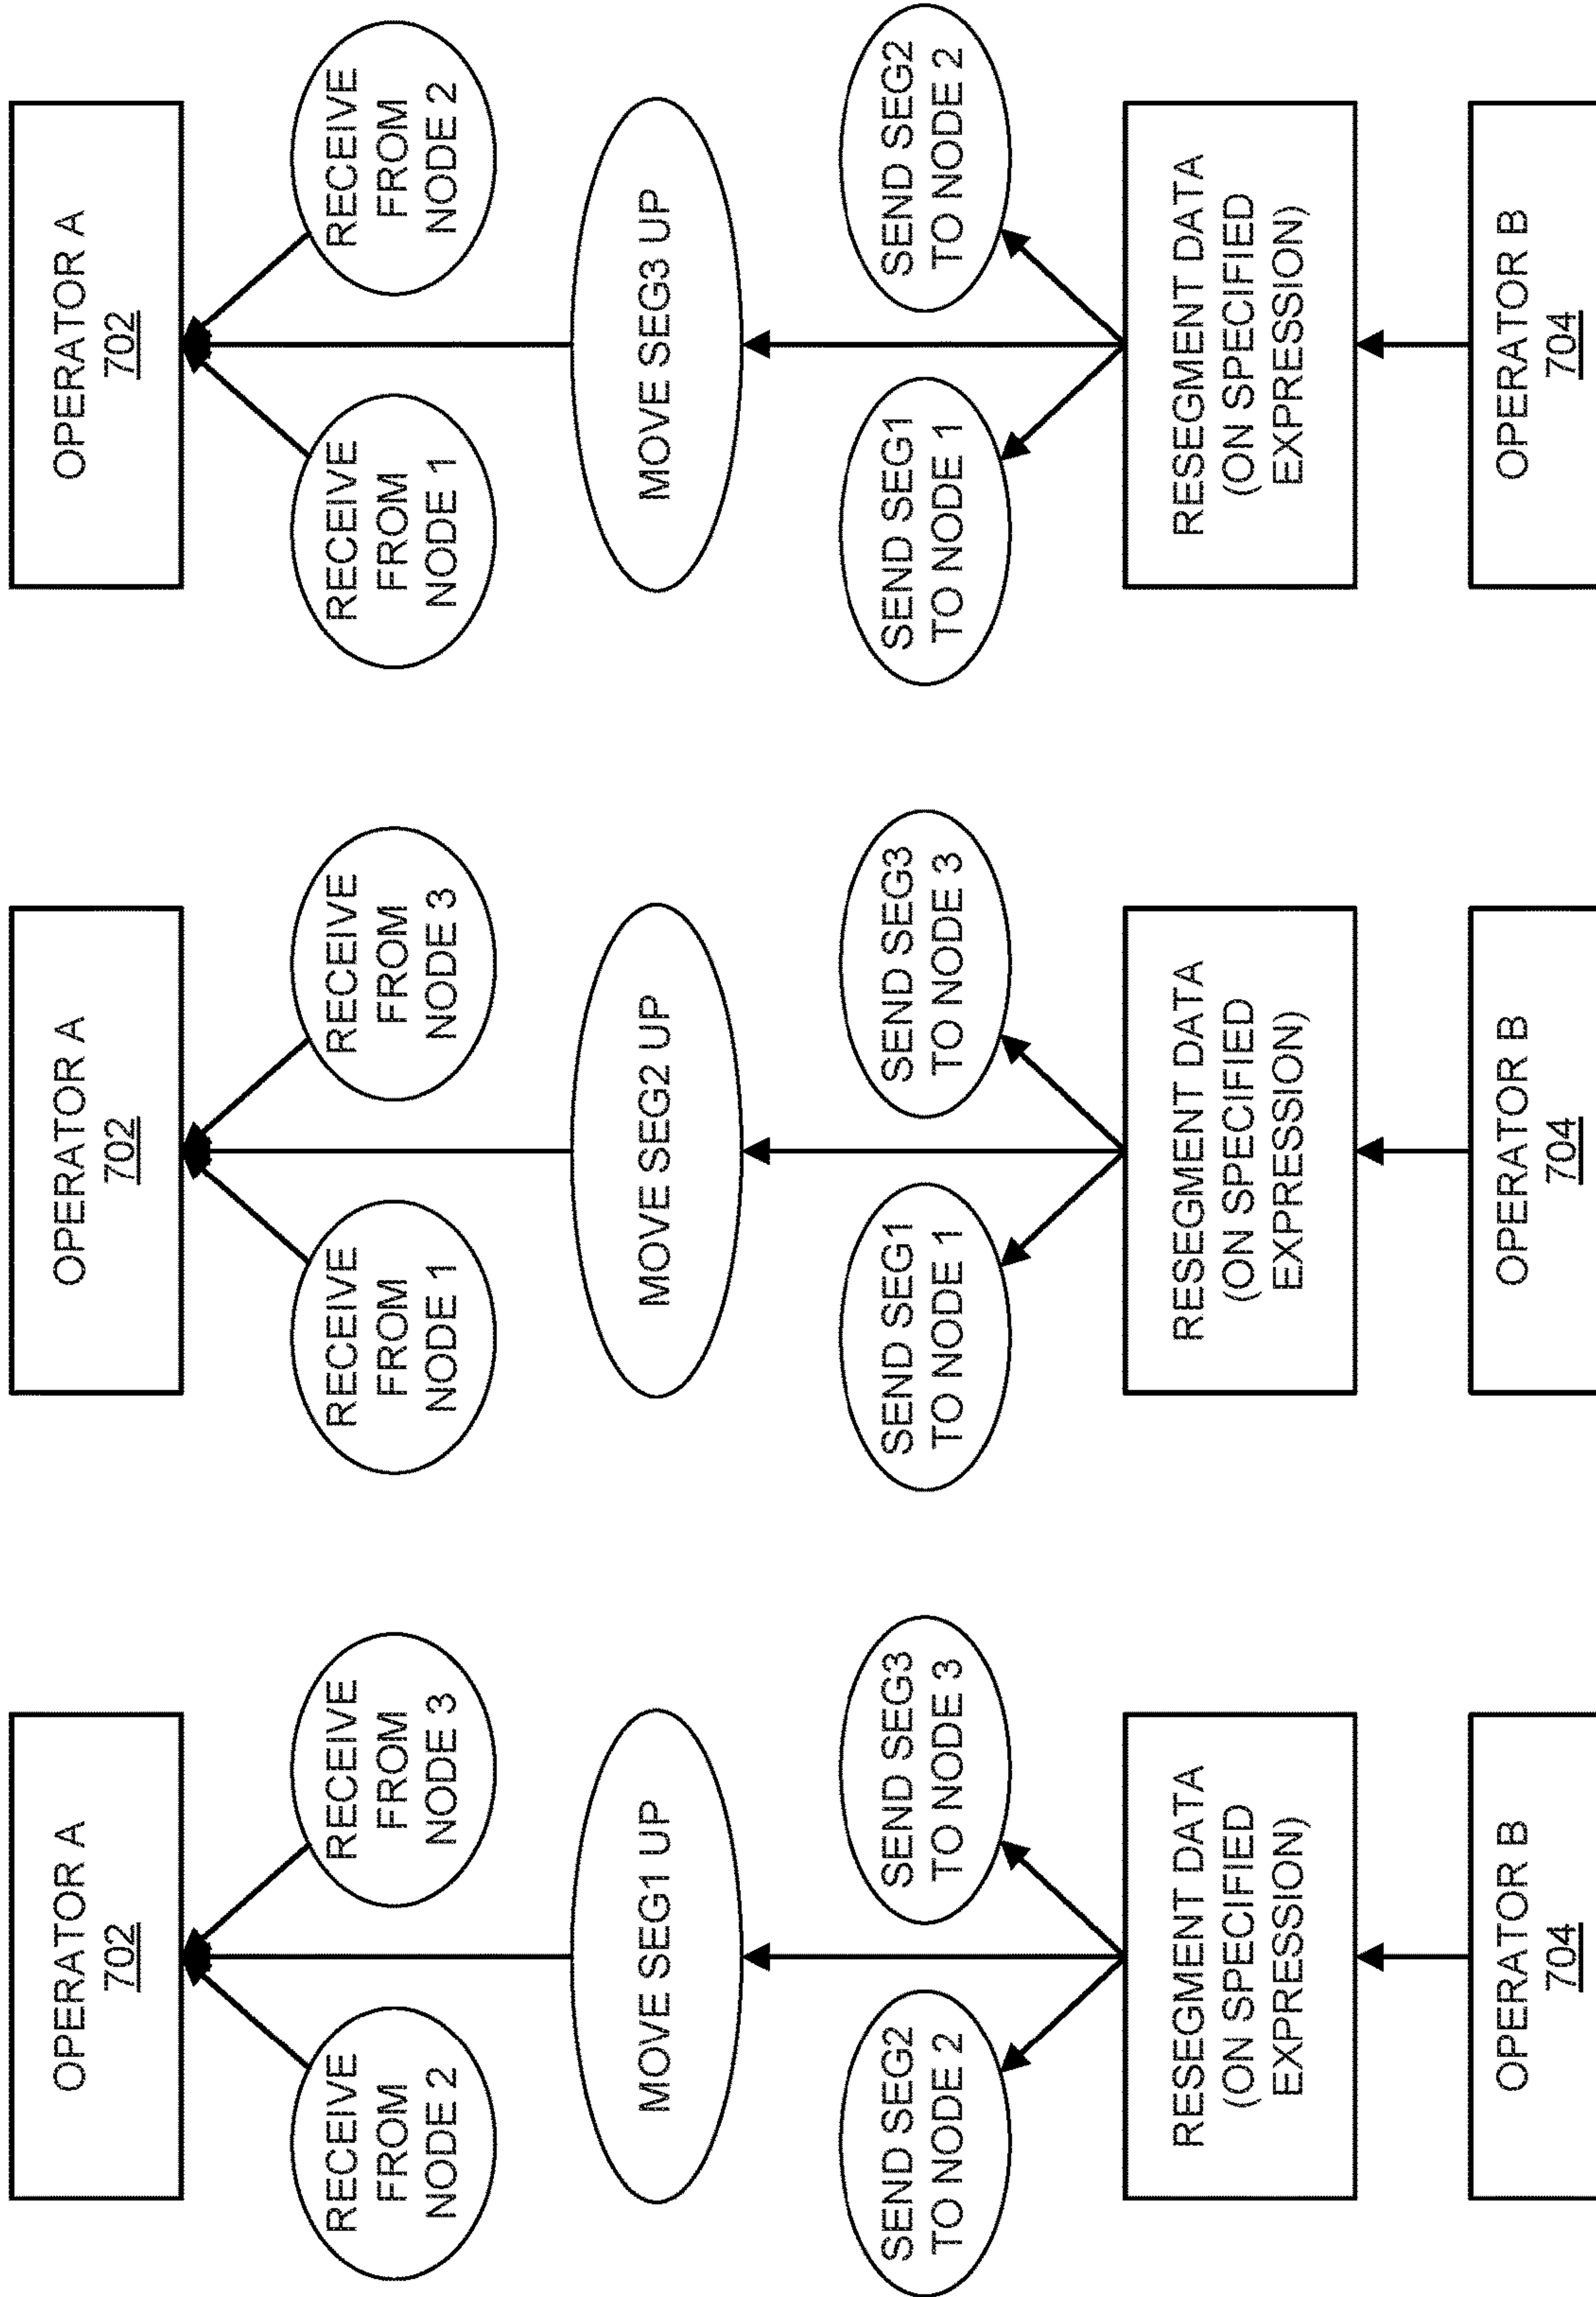 OPERATOR A
702
RECEIVE
FROM
NODE 2
RECEIVE
FROM
NODE 3
MOVE SEG1 UP
SEND SEG2
TO NODE 2
SEND SEG3
TO NODE 3
RESEGMENT DATA
(ON SPECIFIED
EXPRESSION)
OPERATOR B
704
OPERATOR A
702
RECEIVE
FROM
NODE 1
RECEIVE
FROM
NODE 3
MOVE SEG2 UP
SEND SEG1
TO NODE 1
SEND SEG3
TO NODE 3
RESEGMENT DATA
(ON SPECIFIED
EXPRESSION)
OPERATOR B
704
OPERATOR A
702
RECEIVE
FROM
NODE 1
RECEIVE
FROM
NODE 2
MOVE SEG3 UP
SEND SEG1
TO NODE 1
SEND SEG2
TO NODE 2
RESEGMENT DATA
(ON SPECIFIED
EXPRESSION)
OPERATOR B
704